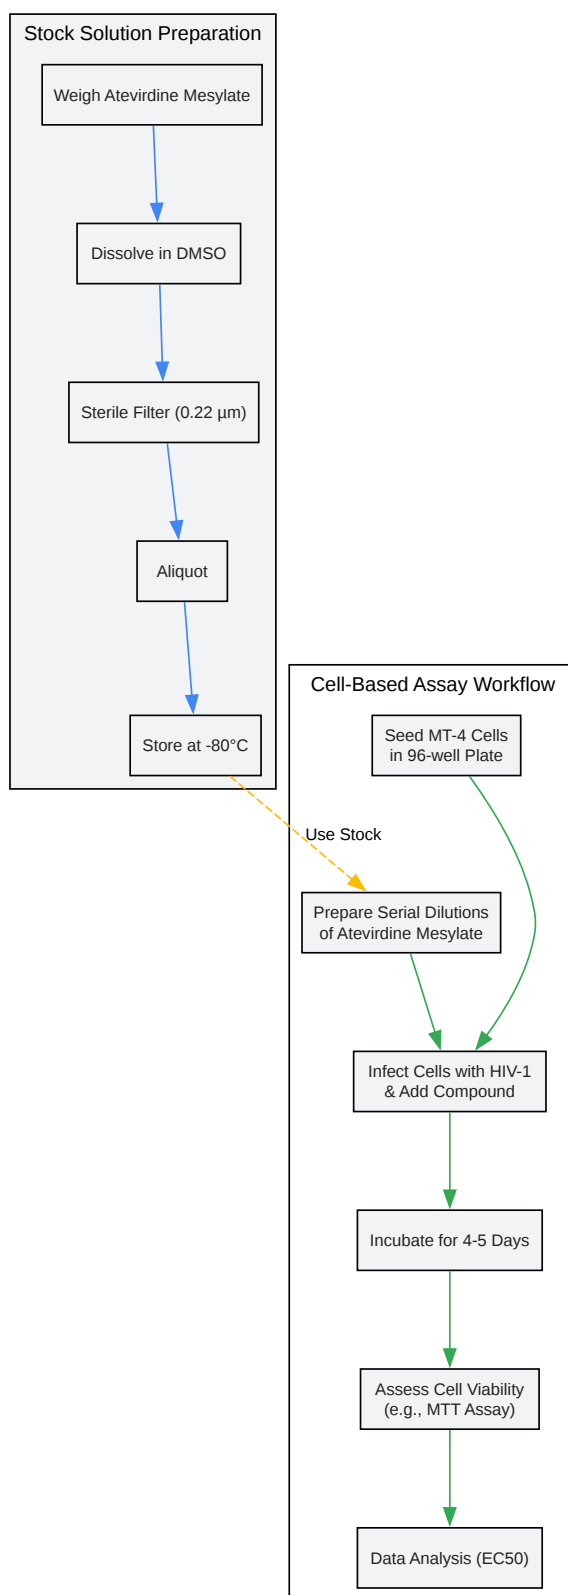 Stock Solution Preparation
Weigh Atevirdine Mesylate
Dissolve in DMSO
Sterile Filter (0.22 µm)
Aliquot
Store at -80°C
Cell-Based Assay Workflow
Seed MT-4 Cells
in 96-well Plate
Use Stock
Prepare Serial Dilutions
of Atevirdine Mesylate
Infect Cells with HIV-1
& Add Compound
Incubate for 4-5 Days
Assess Cell Viability
(e.g., MTT Assay)
Data Analysis (EC50)